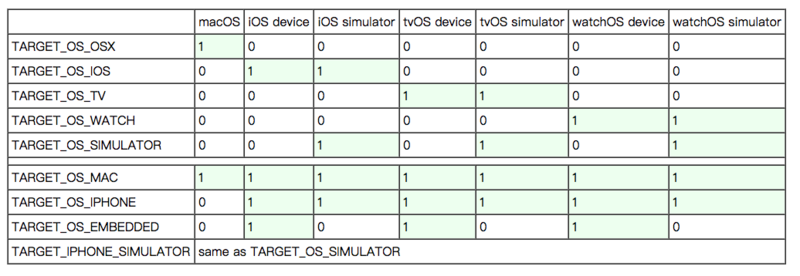 macOS iOS device iOS simulator tvOS device tvOS simulator watchOS device watchOS simulator
TARGET_OS_OSX 1 0 0 0 0 0 0
TARGET_OS_IOS 0 1 1 0 0 0 0
TARGET_OS_TV 0 0 0 1 1 0 0
TARGET_OS_WATCH 0 0 0 0 0 1 1
TARGET_OS_SIMULATOR 0 0 1 0 1 0 1
TARGET_OS_MAC 1 1 1 1 1 1 1
TARGET_OS_IPHONE 0 1 1 1 1 1 1
TARGET_OS_EMBEDDED 0 1 0 1 0 1 0
TARGET_IPHONE_SIMULATOR same as TARGET_OS_SIMULATOR